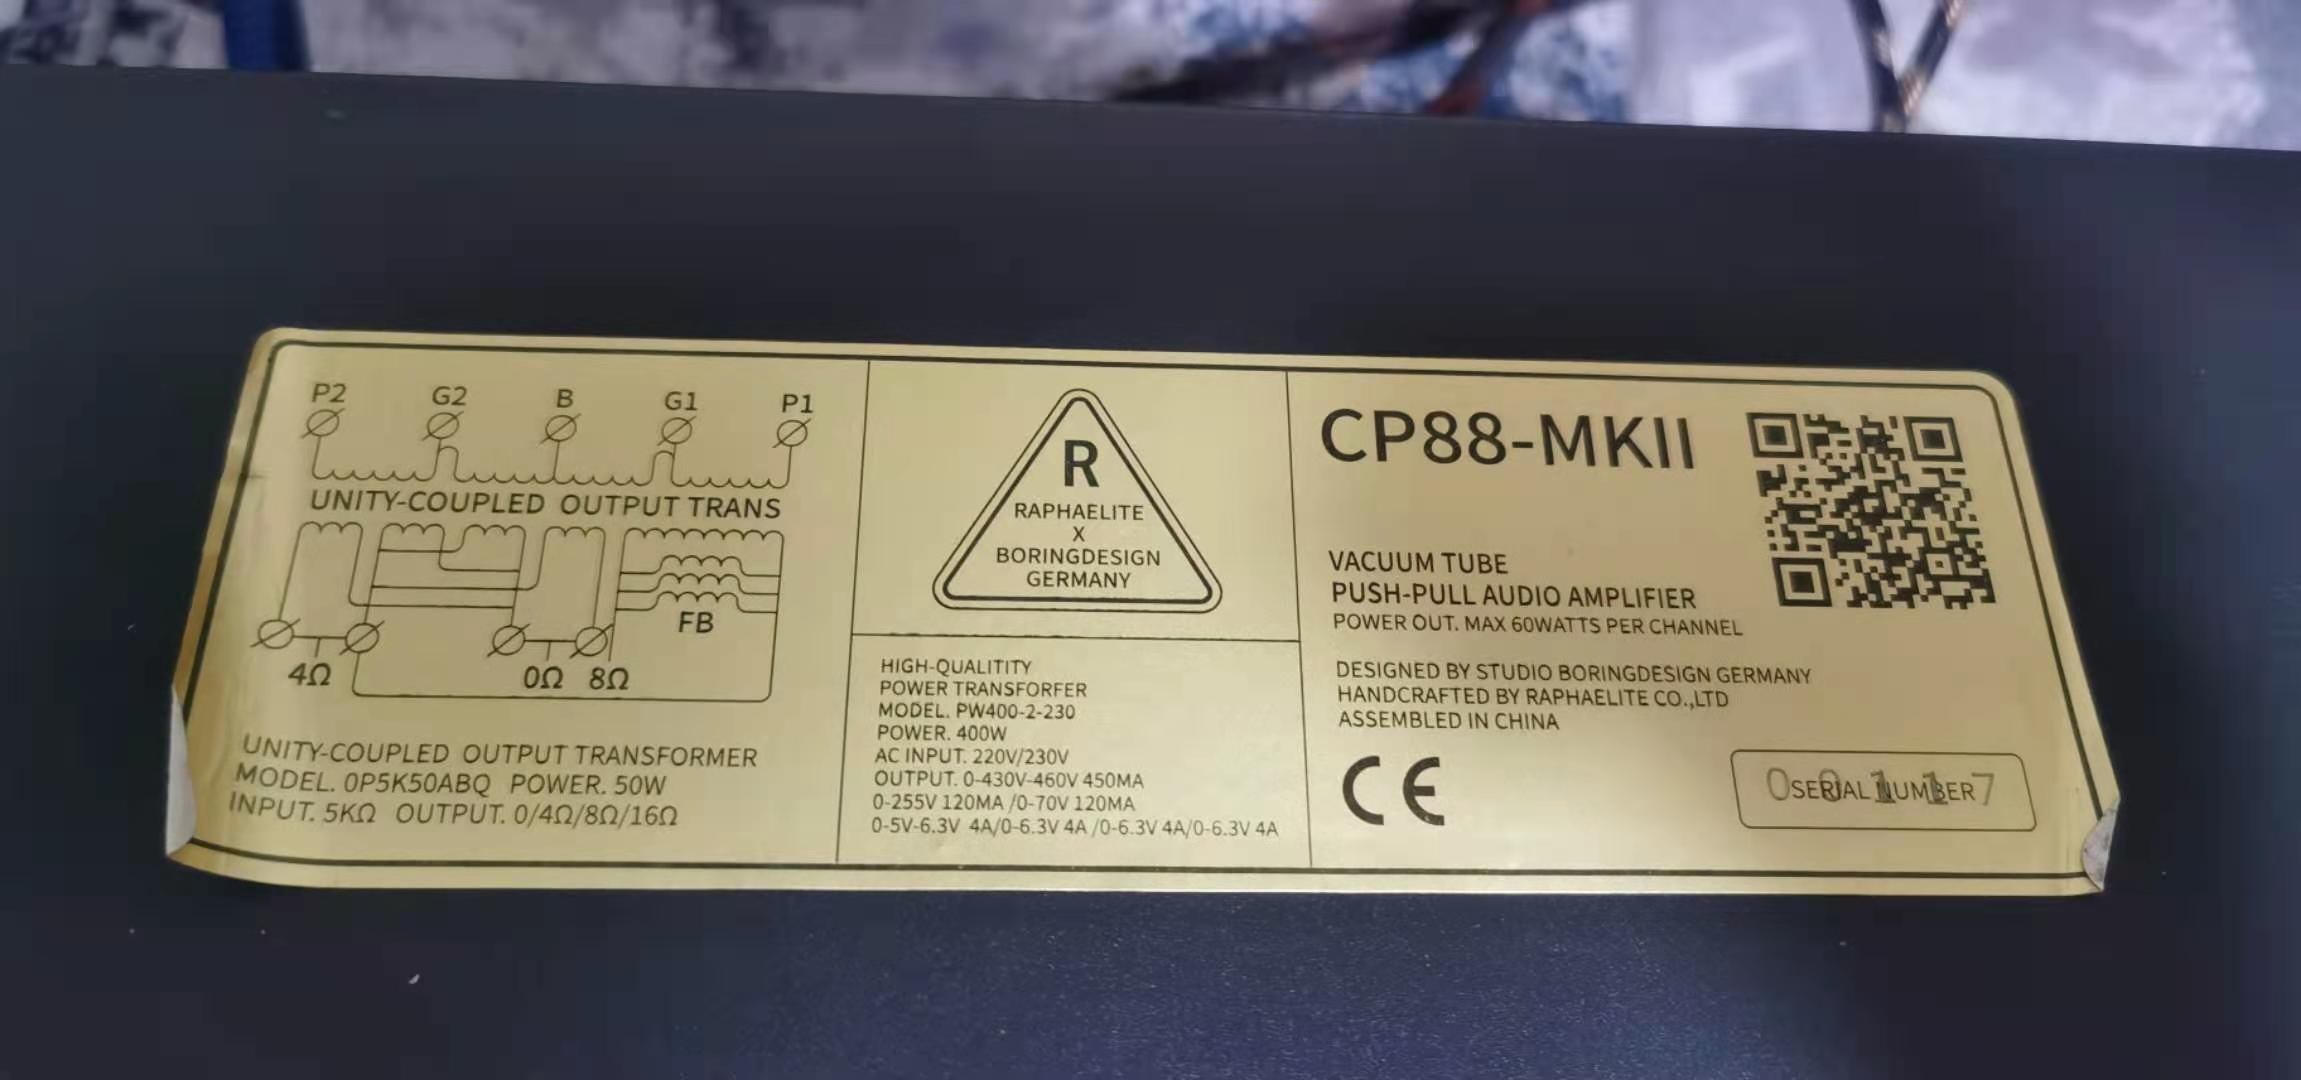 P2 G2 B G1 P1
UNITY-COUPLED OUTPUT TRANS
FB
4Ω 0Ω 8Ω
UNITY-COUPLED OUTPUT TRANSFORMER
MODEL. 0P5K50ABQ POWER. 50W
INPUT. 5KΩ OUTPUT. 0/4Ω/8Ω/16Ω
R
RAPHAELITE
X
BORINGDESIGN
GERMANY
HIGH-QUALITITY
POWER TRANSFORFER
MODEL. PW400-2-230
POWER. 400W
AC INPUT. 220V/230V
OUTPUT. 0-430V-460V 450MA
0-255V 120MA /0-70V 120MA
0-5V-6.3V 4A/0-6.3V 4A /0-6.3V 4A/0-6.3V 4A
CP88-MKII
VACUUM TUBE
PUSH-PULL AUDIO AMPLIFIER
POWER OUT. MAX 60WATTS PER CHANNEL
DESIGNED BY STUDIO BORINGDESIGN GERMANY
HANDCRAFTED BY RAPHAELITE CO.,LTD
ASSEMBLED IN CHINA
CE
SERIAL NUMBER
00117